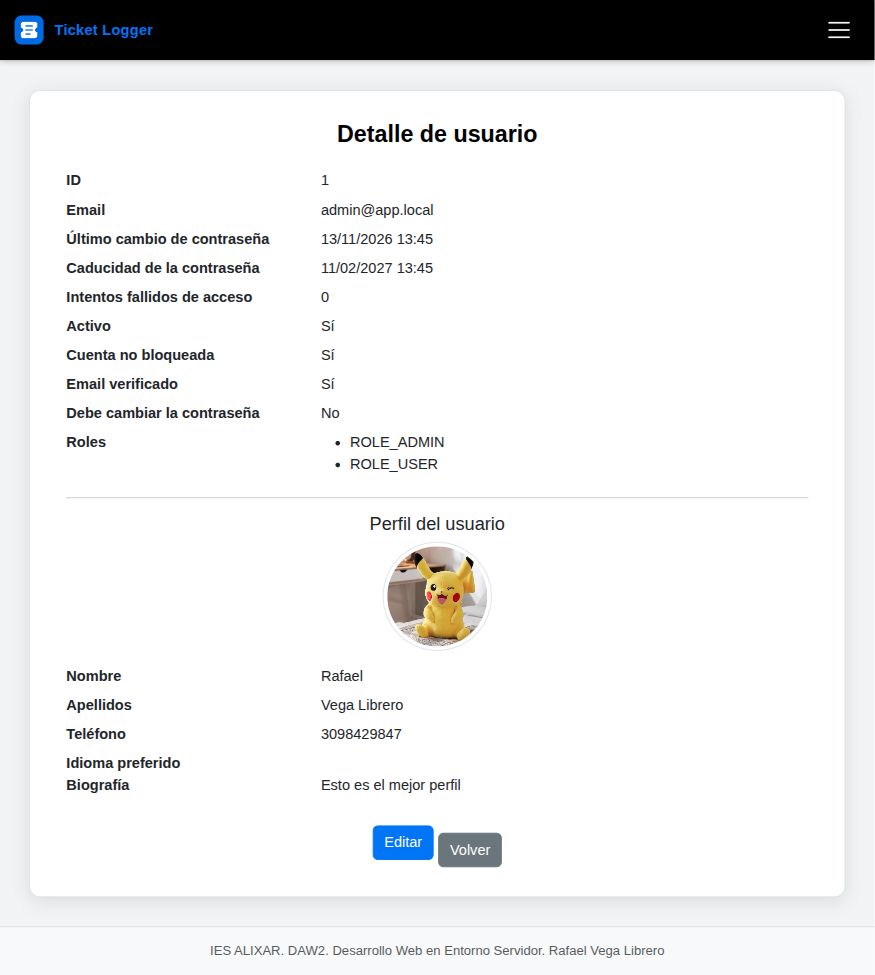 Ticket Logger
Detalle de usuario
ID 1
Email admin@app.local
Último cambio de contraseña 13/11/2026 13:45
Caducidad de la contraseña 11/02/2027 13:45
Intentos fallidos de acceso 0
Activo Sí
Cuenta no bloqueada Sí
Email verificado Sí
Debe cambiar la contraseña No
Roles • ROLE_ADMIN
• ROLE_USER
Perfil del usuario
Nombre Rafael
Apellidos Vega Librero
Teléfono 3098429847
Idioma preferido
Biografía Esto es el mejor perfil
Editar Volver
IES ALIXAR. DAW2. Desarrollo Web en Entorno Servidor. Rafael Vega Librero